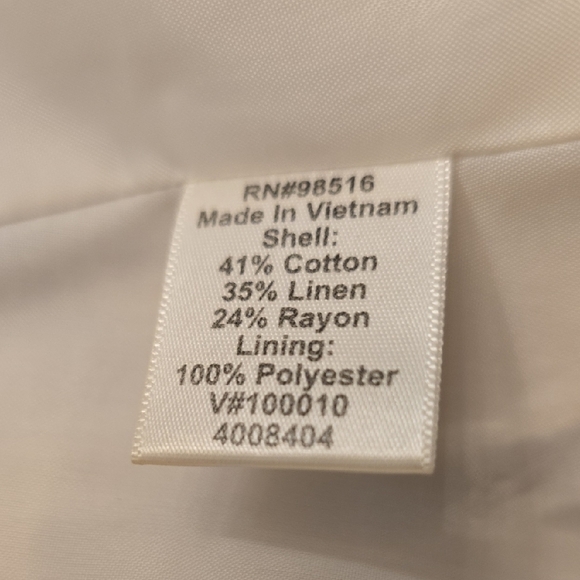 RN#98516
Made In Vietnam
Shell:
41% Cotton
35% Linen
24% Rayon
Lining:
100% Polyester
V#100010
4008404